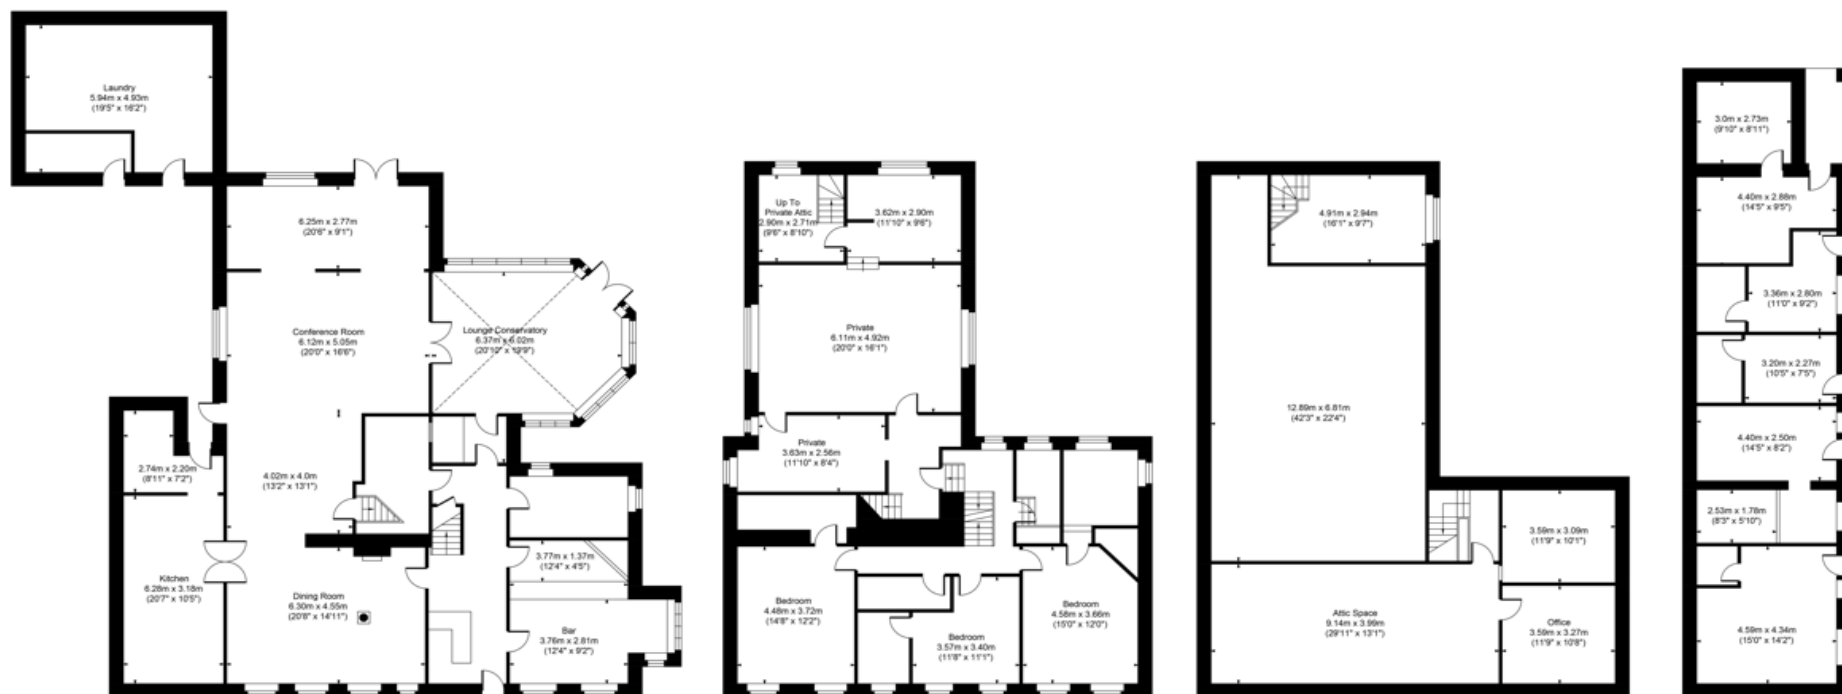 Laundry
5.94m x 4.93m
(19'5" x 16'2")
6.25m x 2.77m
(20'6" x 9'1")
Conference Room
6.12m x 5.05m
(20'0" x 16'6")
Lounge Conservatory
6.37m x 6.02m
(20'10" x 19'9")
2.74m x 2.20m
(8'11" x 7'2")
4.02m x 4.0m
(13'2" x 13'1")
Kitchen
6.28m x 3.18m
(20'7" x 10'5")
Dining Room
6.30m x 4.55m
(20'8" x 14'11")
3.77m x 1.37m
(12'4" x 4'5")
Bar
3.76m x 2.81m
(12'4" x 9'2")
Up To
Private Attic
2.90m x 2.71m
(9'6" x 8'10")
3.62m x 2.90m
(11'10" x 9'6")
Private
6.11m x 4.92m
(20'0" x 16'1")
Private
3.63m x 2.56m
(11'10" x 8'4")
Bedroom
4.48m x 3.72m
(14'8" x 12'2")
Bedroom
3.57m x 3.40m
(11'8" x 11'1")
Bedroom
4.58m x 3.66m
(15'0" x 12'0")
4.91m x 2.94m
(16'1" x 9'7")
12.89m x 6.81m
(42'3" x 22'4")
3.59m x 3.09m
(11'9" x 10'1")
Attic Space
9.14m x 3.99m
(29'11" x 13'1")
Office
3.59m x 3.27m
(11'9" x 10'8")
3.0m x 2.73m
(9'10" x 8'11")
4.40m x 2.88m
(14'5" x 9'5")
3.36m x 2.80m
(11'0" x 9'2")
3.20m x 2.27m
(10'5" x 7'5")
4.40m x 2.50m
(14'5" x 8'2")
2.53m x 1.78m
(8'3" x 5'10")
4.59m x 4.34m
(15'0" x 14'2")